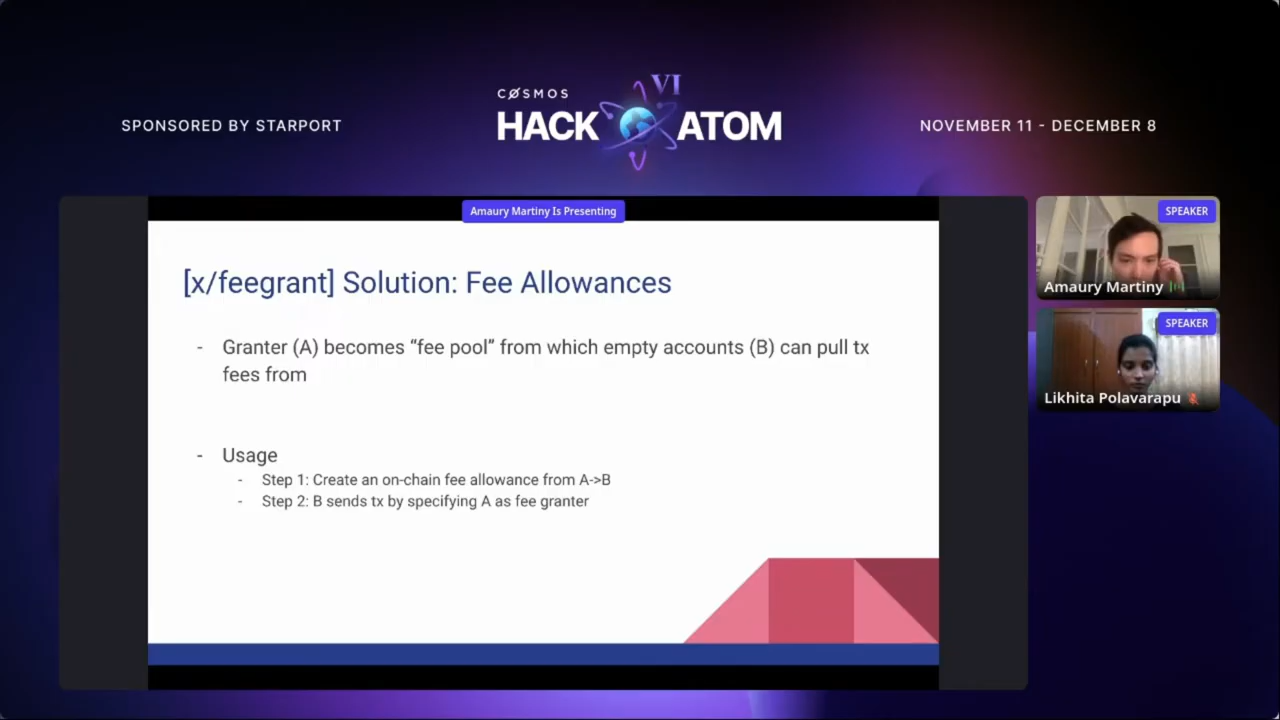 SPONSORED BY STARPORT
CØSMOS
VI
HACK ATOM
NOVEMBER 11 - DECEMBER 8
Amaury Martiny Is Presenting
[x/feegrant] Solution: Fee Allowances
- Granter (A) becomes “fee pool” from which empty accounts (B) can pull tx
fees from
- Usage
- Step 1: Create an on-chain fee allowance from A->B
- Step 2: B sends tx by specifying A as fee granter
SPEAKER
Amaury Martiny
SPEAKER
Likhita Polavarapu